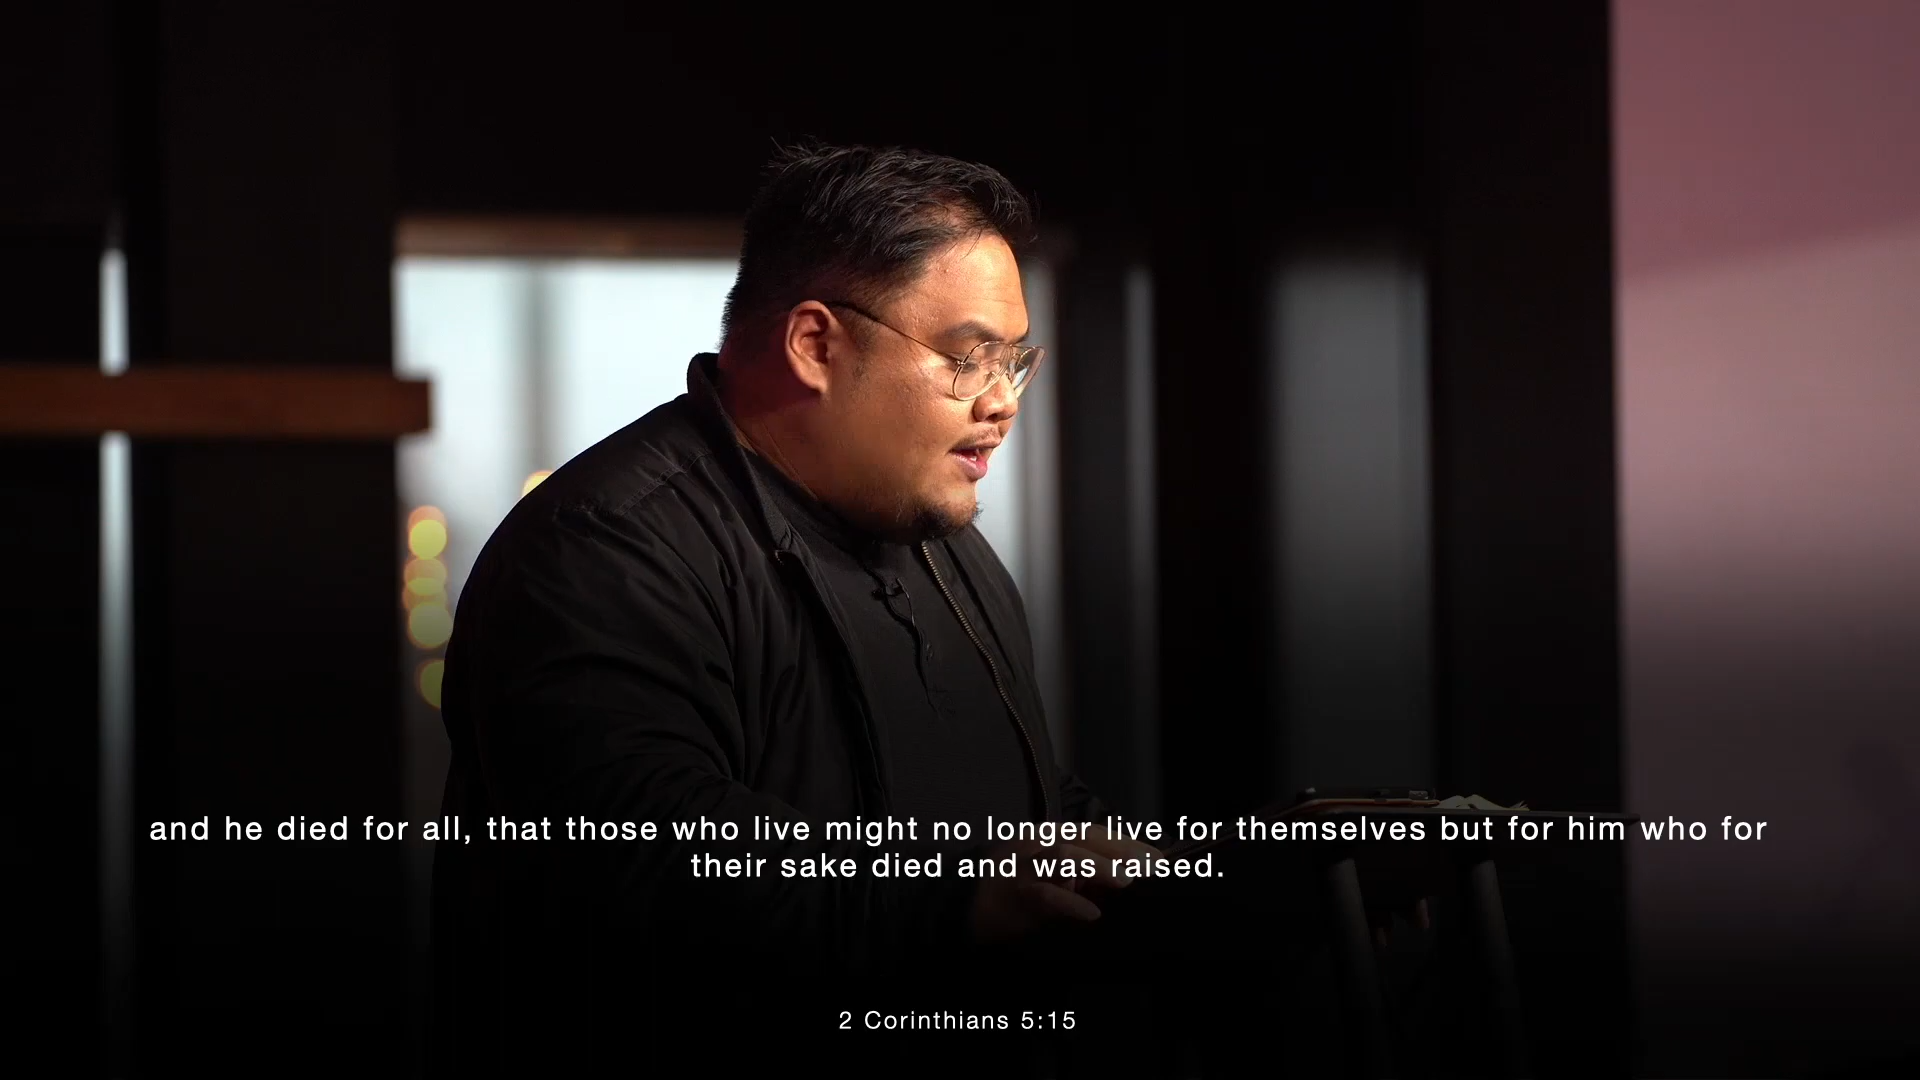 and he died for all, that those who live might no longer live for themselves but for him who for
their sake died and was raised.
2 Corinthians 5:15